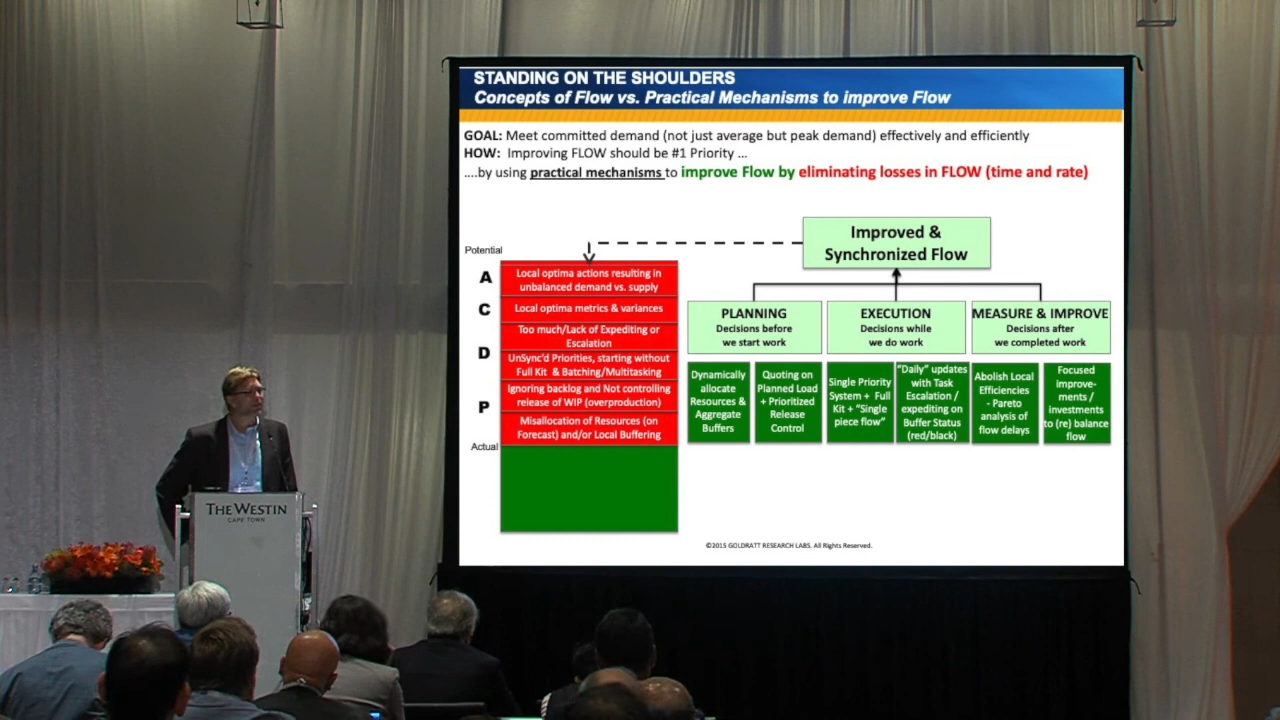 STANDING ON THE SHOULDERS
Concepts of Flow vs. Practical Mechanisms to improve Flow
GOAL: Meet committed demand (not just average but peak demand) effectively and efficiently
HOW: Improving FLOW should be #1 Priority ...
....by using practical mechanisms to improve Flow by eliminating losses in FLOW (time and rate)
Improved &
Synchronized Flow
Potential
A
Local optima actions resulting in
unbalanced demand vs. supply
C
Local optima metrics & variances
D
Too much/Lack of Expediting or
Escalation
UnSync'd Priorities, starting without
Full Kit & Batching/Multitasking
P
Ignoring backlog and Not controlling
release of WIP (overproduction)
Misallocation of Resources (on
Forecast) and/or Local Buffering
Actual
PLANNING
Decisions before
we start work
EXECUTION
Decisions while
we do work
MEASURE & IMPROVE
Decisions after
we completed work
Dynamically
allocate
Resources &
Aggregate
Buffers
Quoting on
Planned Load
+ Prioritized
Release
Control
Single Priority
System + Full
Kit + "Single
piece flow"
"Daily" updates
with Task
Escalation /
expediting on
Buffer Status
(red/black)
Abolish Local
Efficiencies
- Pareto
analysis of
flow delays
Focused
improve-
ments /
investments
to (re) balance
flow
©2015 GOLDRATT RESEARCH LABS. All Rights Reserved.
THE WESTIN
CAPE TOWN